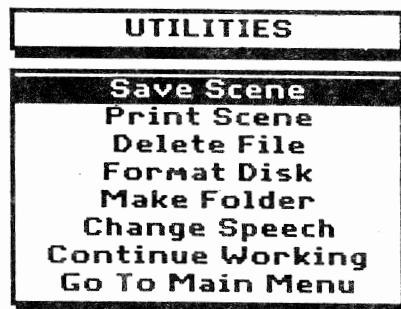 UTILITIES
Save Scene
Print Scene
Delete File
Format Disk
Make Folder
Change Speech
Continue Working
Go To Main Menu